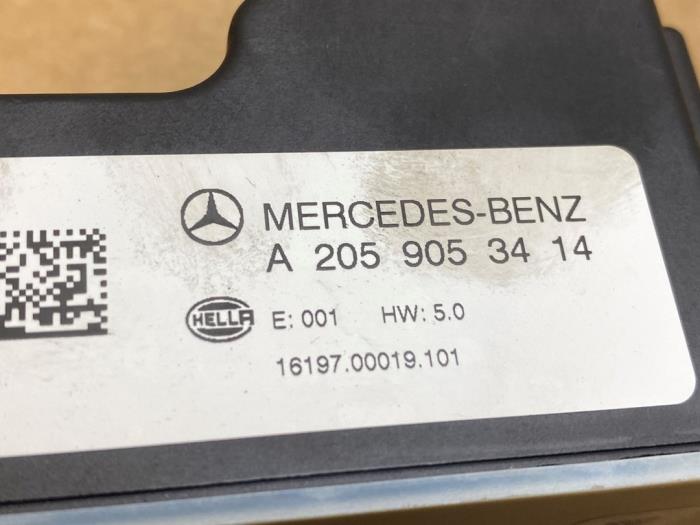 MERCEDES-BENZ
A 205 905 34 14
HELLA E: 001 HW: 5.0
16197.00019.101